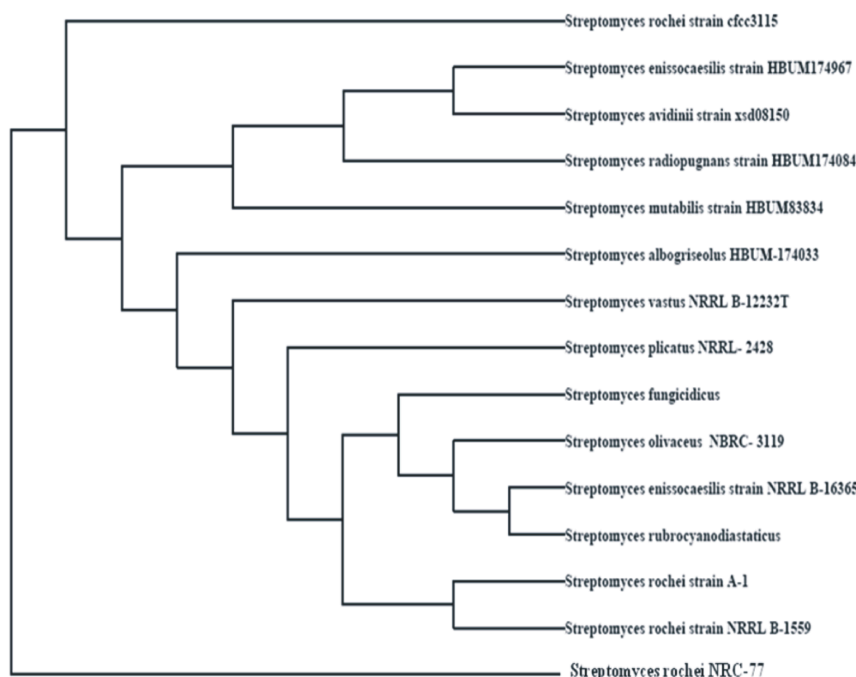 Streptomyces rochei strain cfcc3115
Streptomyces enissocaesilis strain HBUM174967
Streptomyces avidinii strain xsd08150
Streptomyces radiopugnans strain HBUM174084
Streptomyces mutabilis strain HBUM83834
Streptomyces albogriseolus HBUM-174033
Streptomyces vastus NRRL B-12232T
Streptomyces plicatus NRRL- 2428
Streptomyces fungicidicus
Streptomyces olivaceus NBRC- 3119
Streptomyces enissocaesilis strain NRRL B-16365
Streptomyces rubrocyanodiastaticus
Streptomyces rochei strain A-1
Streptomyces rochei strain NRRL B-1559
Streptomyces rochei NRC-77